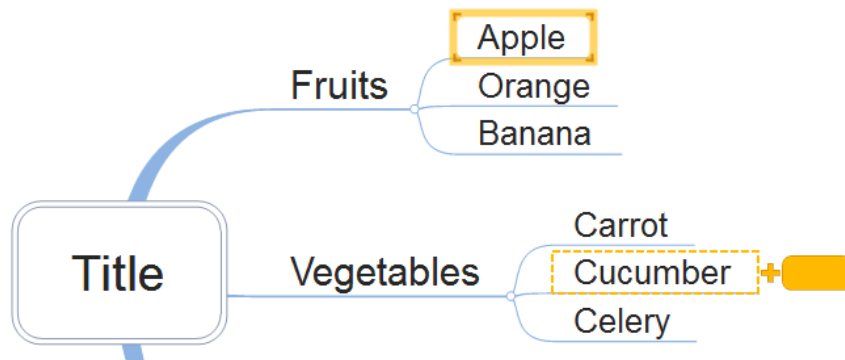 Title
Fruits
Apple
Orange
Banana
Vegetables
Carrot
Cucumber
Celery